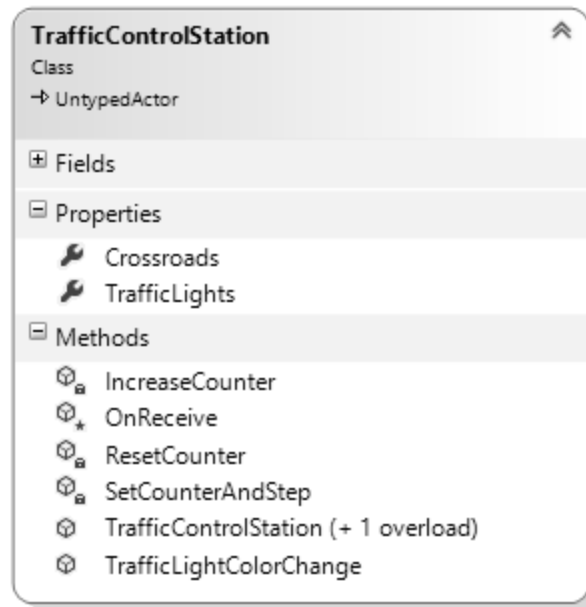 TrafficControlStation
Class
UntypedActor
Fields
Properties
Crossroads
TrafficLights
Methods
IncreaseCounter
OnReceive
ResetCounter
SetCounterAndStep
TrafficControlStation (+ 1 overload)
TrafficLightColorChange